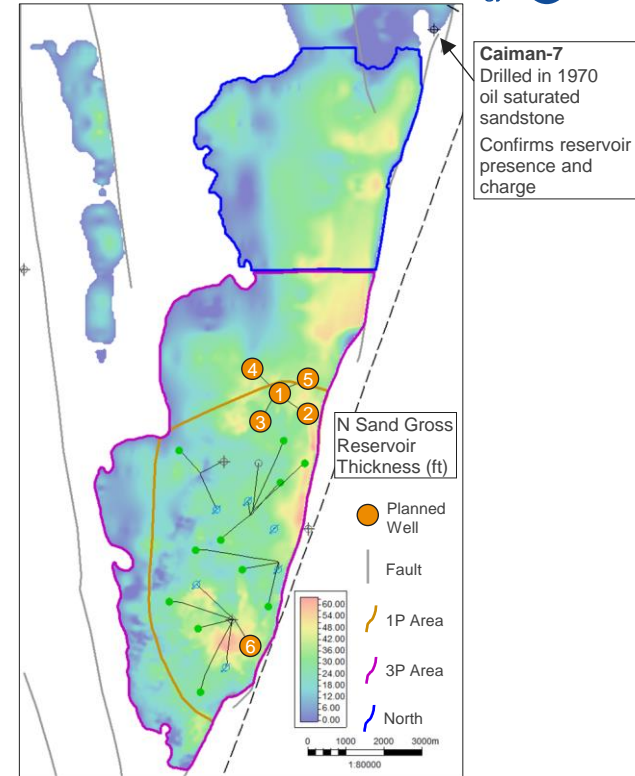 gy
Caiman-7
Drilled in 1970
oil saturated
sandstone
Confirms reservoir
presence and
charge
4
5
1
2
3
6
N Sand Gross
Reservoir
Thickness (ft)
Planned
Well
Fault
1P Area
3P Area
North
60.00
54.00
48.00
42.00
36.00
30.00
24.00
18.00
12.00
6.00
0.00
0 1000 2000 3000m
1:80000